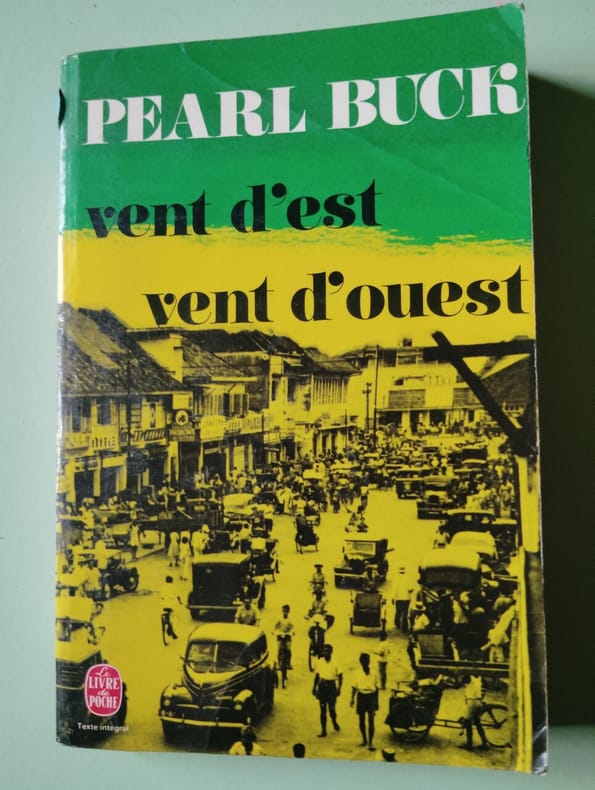 PEARL BUCK
vent d'est
vent d'ouest
Le
LIVRE
de
POCHE
Texte intégral